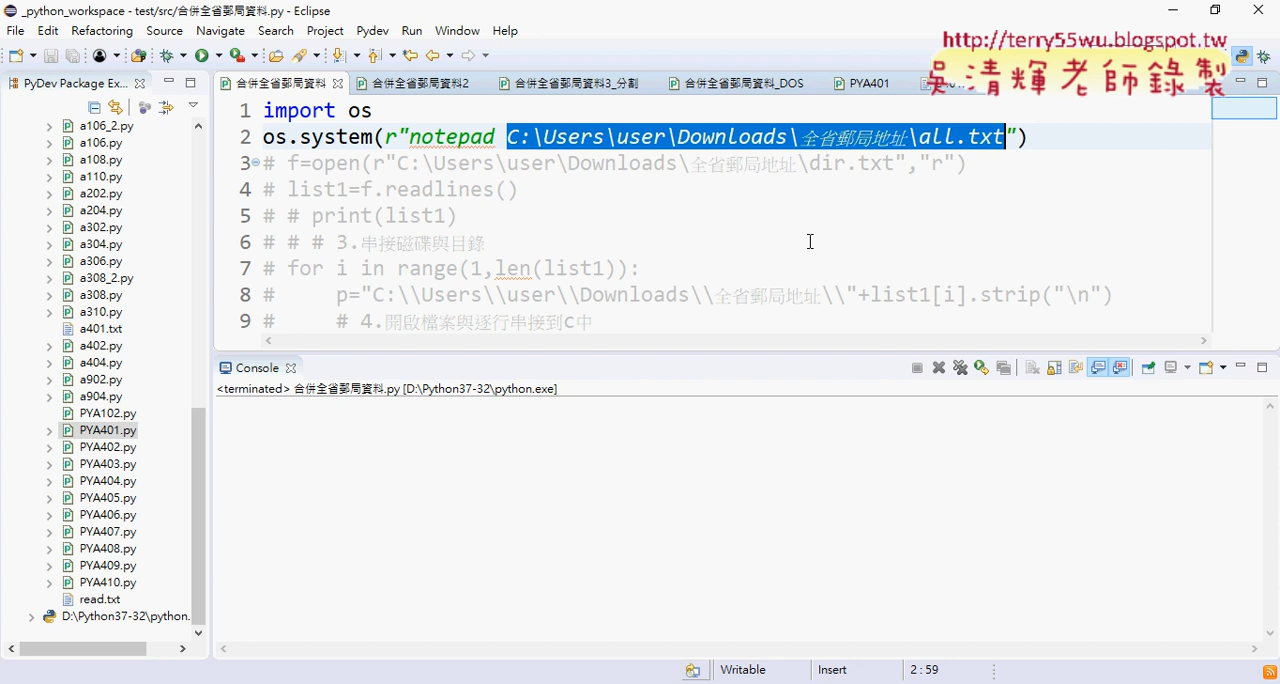 _python_workspace - test/src/合併全省郵局資料.py - Eclipse
File Edit Refactoring Source Navigate Search Project Pydev Run Window Help
http://terry55wu.blogspot.tw
吳清輝老師錄製
PyDev Package Ex...
合併全省郵局資料 合併全省郵局資料2 合併全省郵局資料3_分割 合併全省郵局資料_DOS PYA401
a106_2.py
a106.py
a108.py
a110.py
a202.py
a204.py
a302.py
a304.py
a306.py
a308_2.py
a308.py
a310.py
a401.txt
a402.py
a404.py
a902.py
a904.py
PYA102.py
PYA401.py
PYA402.py
PYA403.py
PYA404.py
PYA405.py
PYA406.py
PYA407.py
PYA408.py
PYA409.py
PYA410.py
read.txt
D:\Python37-32\python.
1 import os
2 os.system(r"notepad C:\Users\user\Downloads\全省郵局地址\all.txt")
3 # f=open(r"C:\Users\user\Downloads\全省郵局地址\dir.txt","r")
4 # list1=f.readlines()
5 # # print(list1)
6 # # # 3.串接磁碟與目錄
7 # for i in range(1,len(list1)):
8 #     p="C:\\Users\\user\\Downloads\\全省郵局地址\\"+list1[i].strip("\n")
9 #     # 4.開啟檔案與逐行串接到c中
Console
<terminated> 合併全省郵局資料.py [D:\Python37-32\python.exe]
Writable Insert 2 : 59